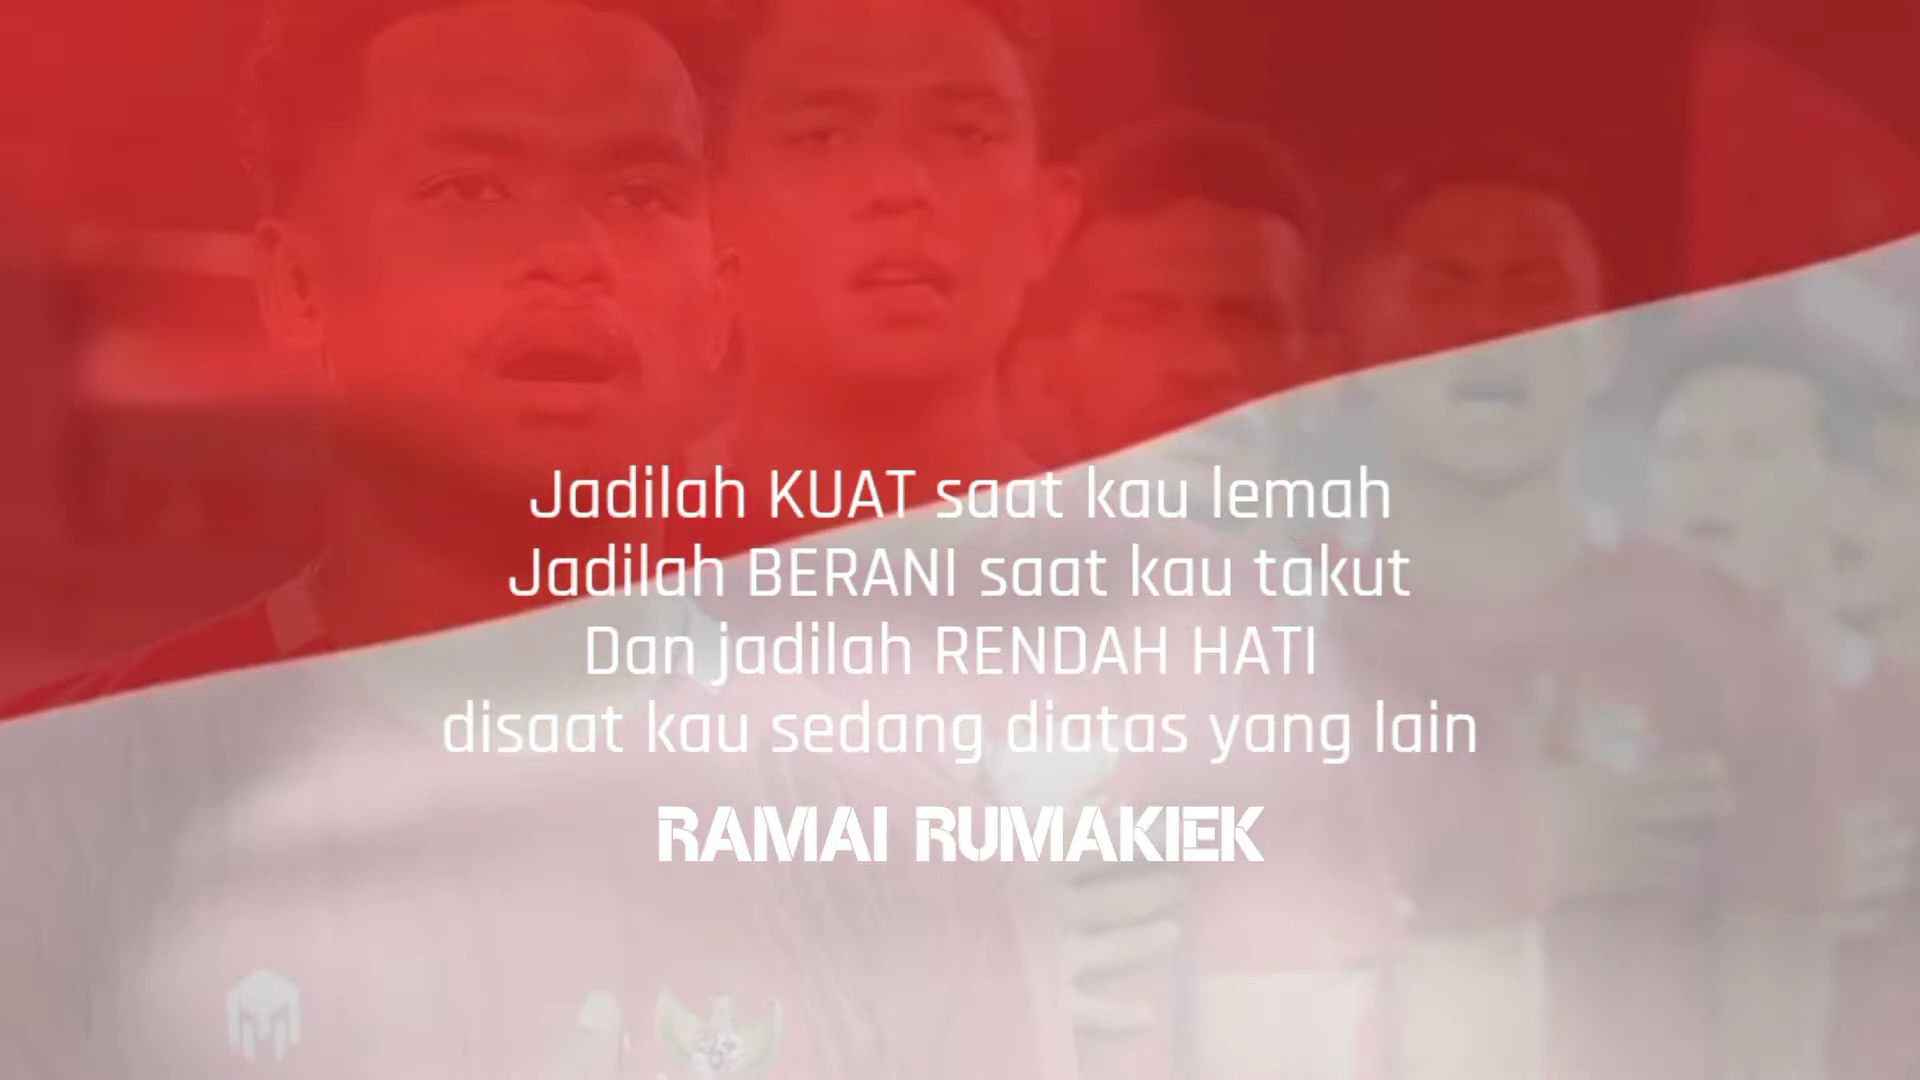 Jadilah KUAT saat kau lemah
Jadilah BERANI saat kau takut
Dan jadilah RENDAH HATI
disaat kau sedang diatas yang lain
RAMAI RUMAKIEK